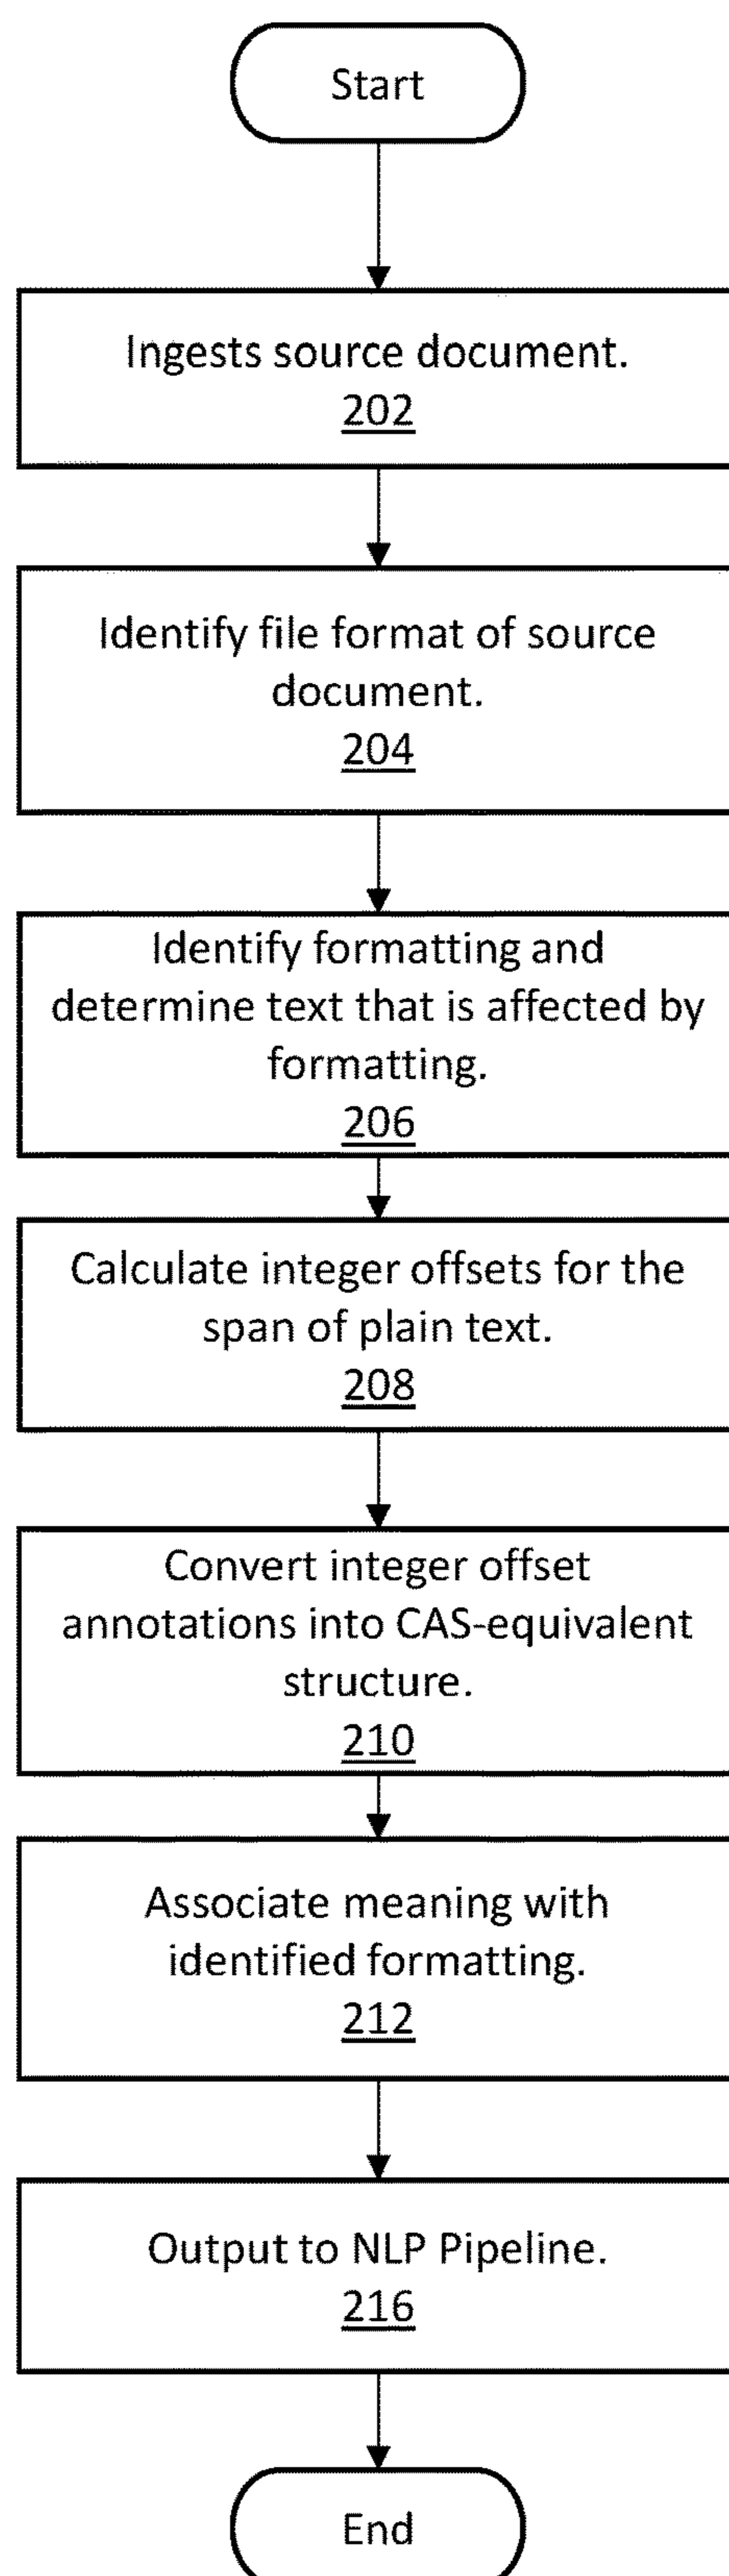 Start
Ingests source document.
202
Identify file format of source
document.
204
Identify formatting and
determine text that is affected by
formatting.
206
Calculate integer offsets for the
span of plain text.
208
Convert integer offset
annotations into CAS-equivalent
structure.
210
Associate meaning with
identified formatting.
212
Output to NLP Pipeline.
216
End